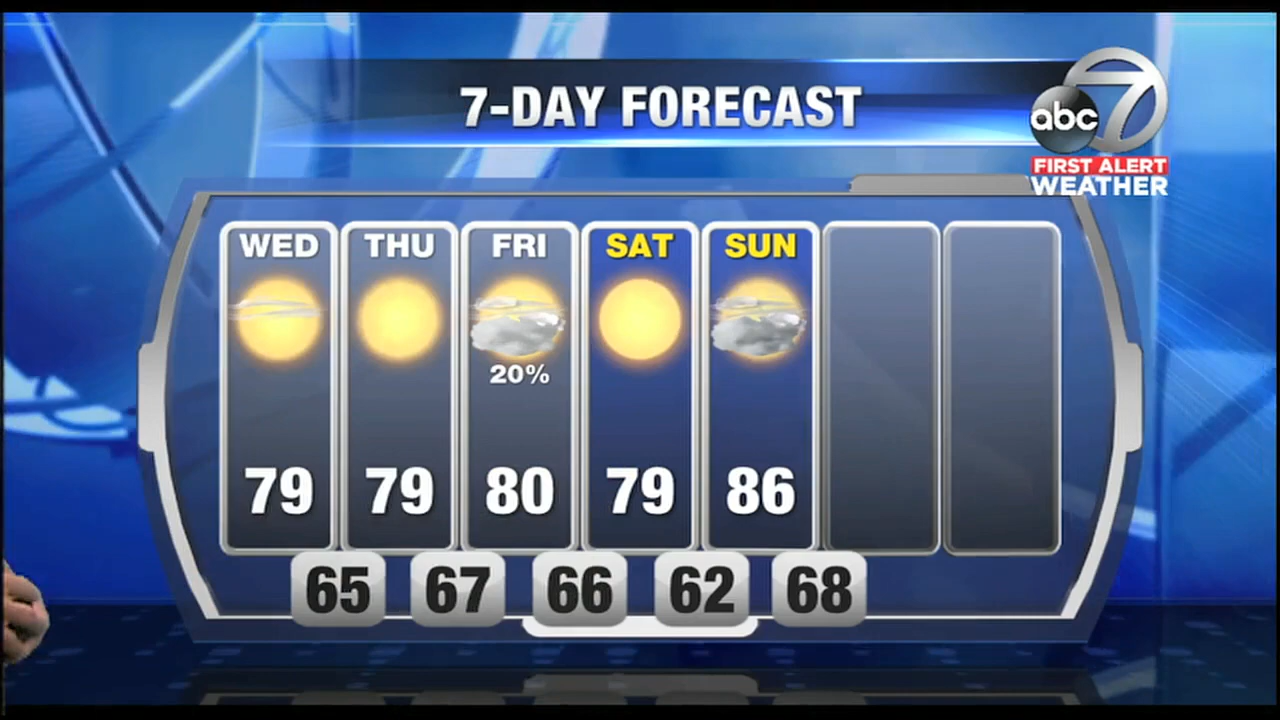 7-DAY FORECAST
abc 7
FIRST ALERT
WEATHER
WED THU FRI SAT SUN
20%
79 79 80 79 86
65 67 66 62 68